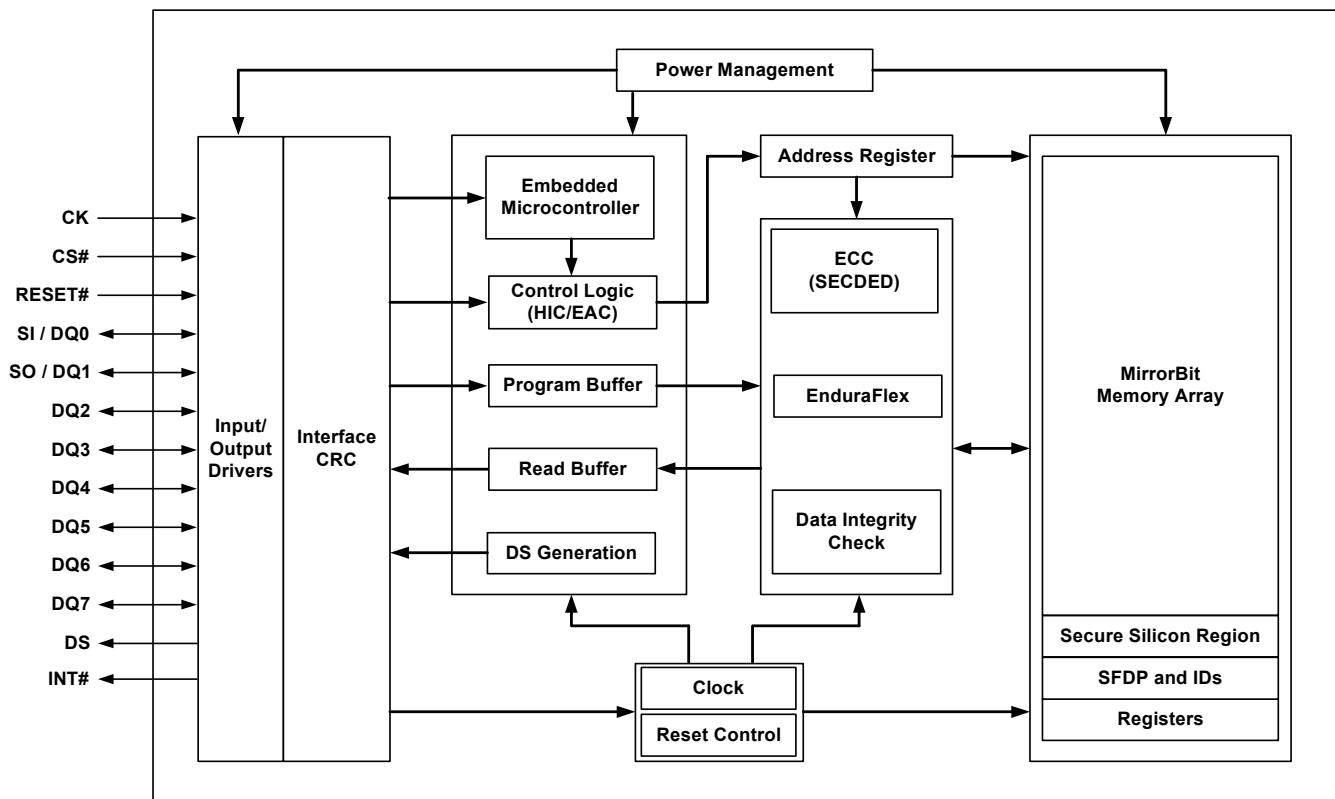 Power Management
CK
CS#
RESET#
SI / DQ0
SO / DQ1
DQ2
DQ3
DQ4
DQ5
DQ6
DQ7
DS
INT#
Input/
Output
Drivers
Interface
CRC
Embedded
Microcontroller
Control Logic
(HIC/EAC)
Program Buffer
Read Buffer
DS Generation
Address Register
ECC
(SECDED)
EnduraFlex
Data Integrity
Check
Clock
Reset Control
MirrorBit
Memory Array
Secure Silicon Region
SFDP and IDs
Registers